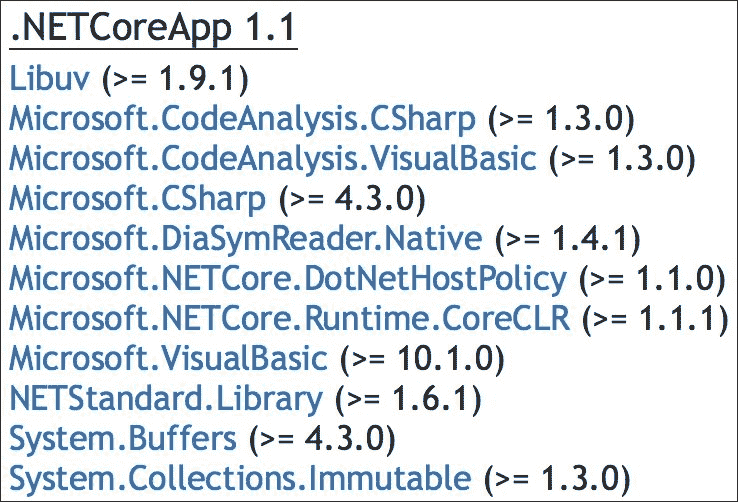 .NETCoreApp 1.1
Libuv (>= 1.9.1)
Microsoft.CodeAnalysis.CSharp (>= 1.3.0)
Microsoft.CodeAnalysis.VisualBasic (>= 1.3.0)
Microsoft.CSharp (>= 4.3.0)
Microsoft.DiaSymReader.Native (>= 1.4.1)
Microsoft.NETCore.DotNetHostPolicy (>= 1.1.0)
Microsoft.NETCore.Runtime.CoreCLR (>= 1.1.1)
Microsoft.VisualBasic (>= 10.1.0)
NETStandard.Library (>= 1.6.1)
System.Buffers (>= 4.3.0)
System.Collections.Immutable (>= 1.3.0)